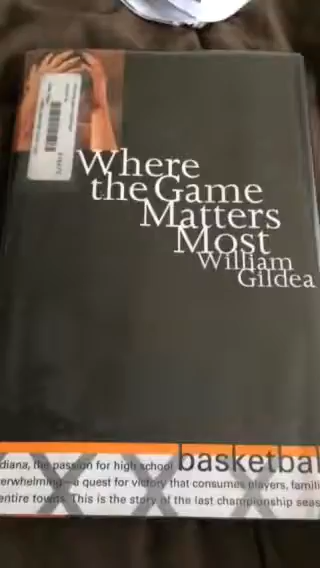 Where
the Game
Matters
Most
William
Gildea
diana, the passion for high school basketbal
erwhelming—a quest for victory that consumes players, famili
entire towns. This is the story of the last championship seas